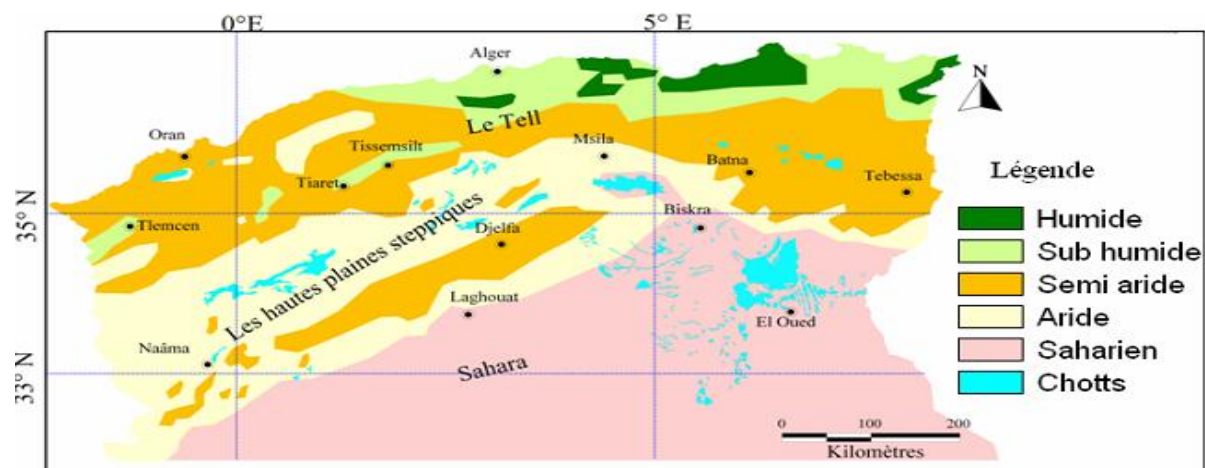 0°E
5° E
Alger
N
Oran
Le Tell
Msila
Tissemsilt
Batna
Tiaret
Tebessa
Légende
35° N
Tlemcen
Biskra
Djelfa
Les hautes plaines steppiques
Laghouat
El Oued
Naâma
33° N
Sahara
Humide
Sub humide
Semi aride
Aride
Saharien
Chotts
0 100 200
Kilomètres